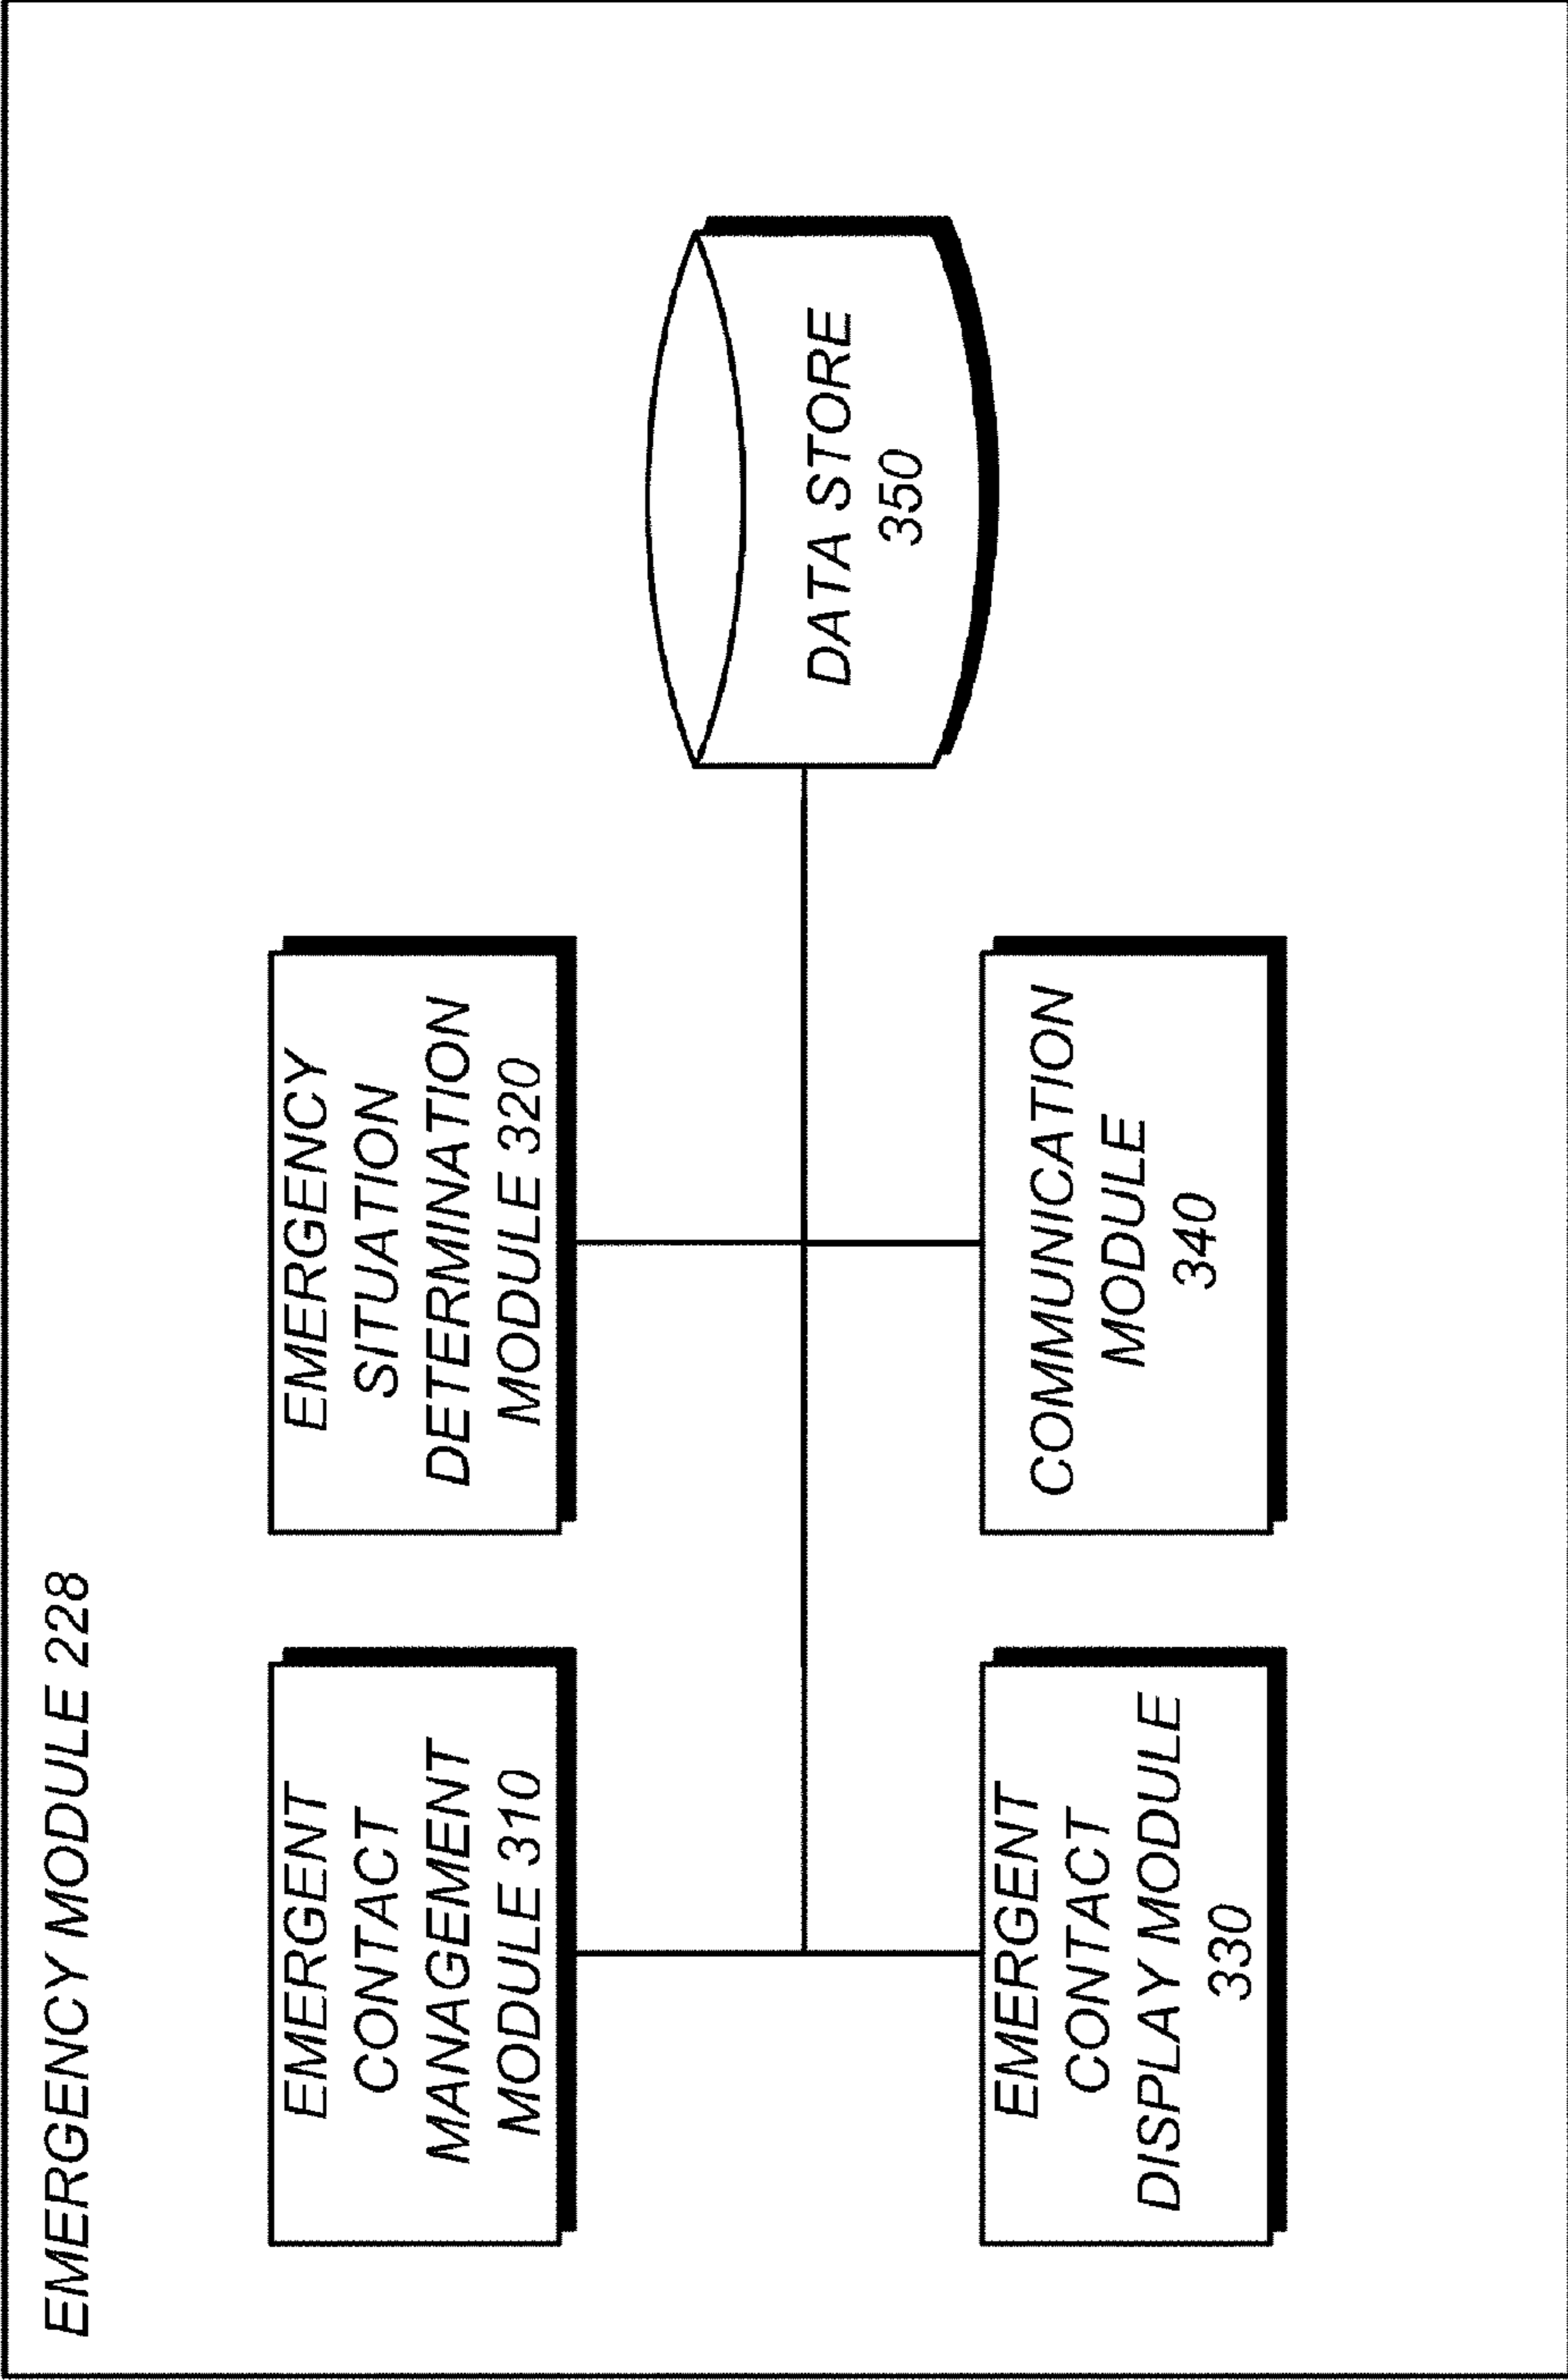 EMERGENCY MODULE 228
EMERGENT
CONTACT
MANAGEMENT
MODULE 310
EMERGENCY
SITUATION
DETERMINATION
MODULE 320
EMERGENT
CONTACT
DISPLAY MODULE
330
COMMUNICATION
MODULE
340
DATA STORE
350